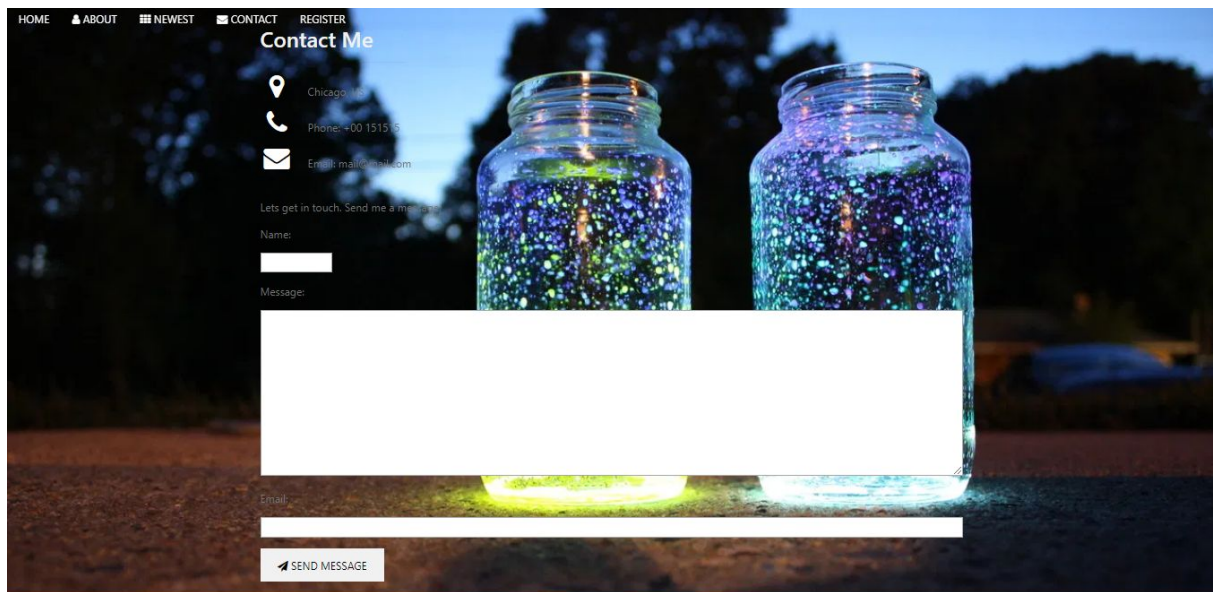 HOME ABOUT NEWEST CONTACT REGISTER
Contact Me
Chicago, US
Phone: +00 151515
Email: mail@mail.com
Lets get in touch. Send me a message:
Name:
Message:
Email:
SEND MESSAGE